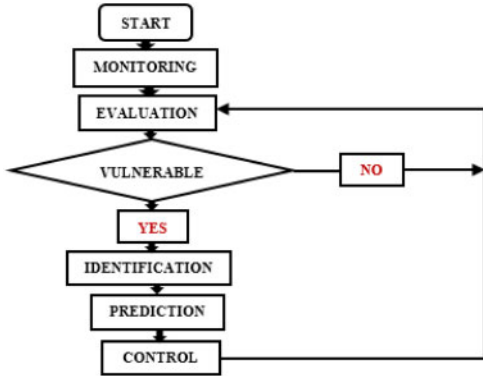 START
MONITORING
EVALUATION
VULNERABLE
NO
YES
IDENTIFICATION
PREDICTION
CONTROL